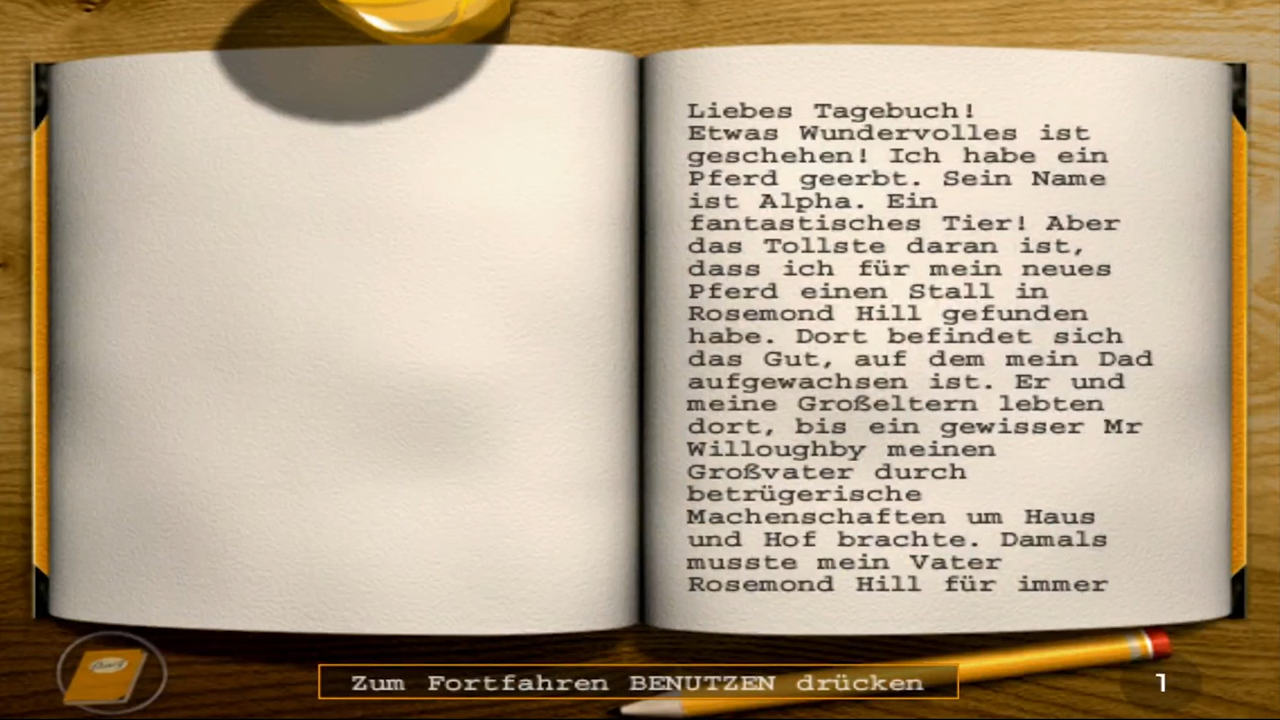 Liebes Tagebuch!
Etwas Wundervolles ist
geschehen! Ich habe ein
Pferd geerbt. Sein Name
ist Alpha. Ein
fantastisches Tier! Aber
das Tollste daran ist,
dass ich für mein neues
Pferd einen Stall in
Rosemond Hill gefunden
habe. Dort befindet sich
das Gut, auf dem mein Dad
aufgewachsen ist. Er und
meine Großeltern lebten
dort, bis ein gewisser Mr
Willoughby meinen
Großvater durch
betrügerische
Machenschaften um Haus
und Hof brachte. Damals
musste mein Vater
Rosemond Hill für immer
Zum Fortfahren BENUTZEN drücken
1